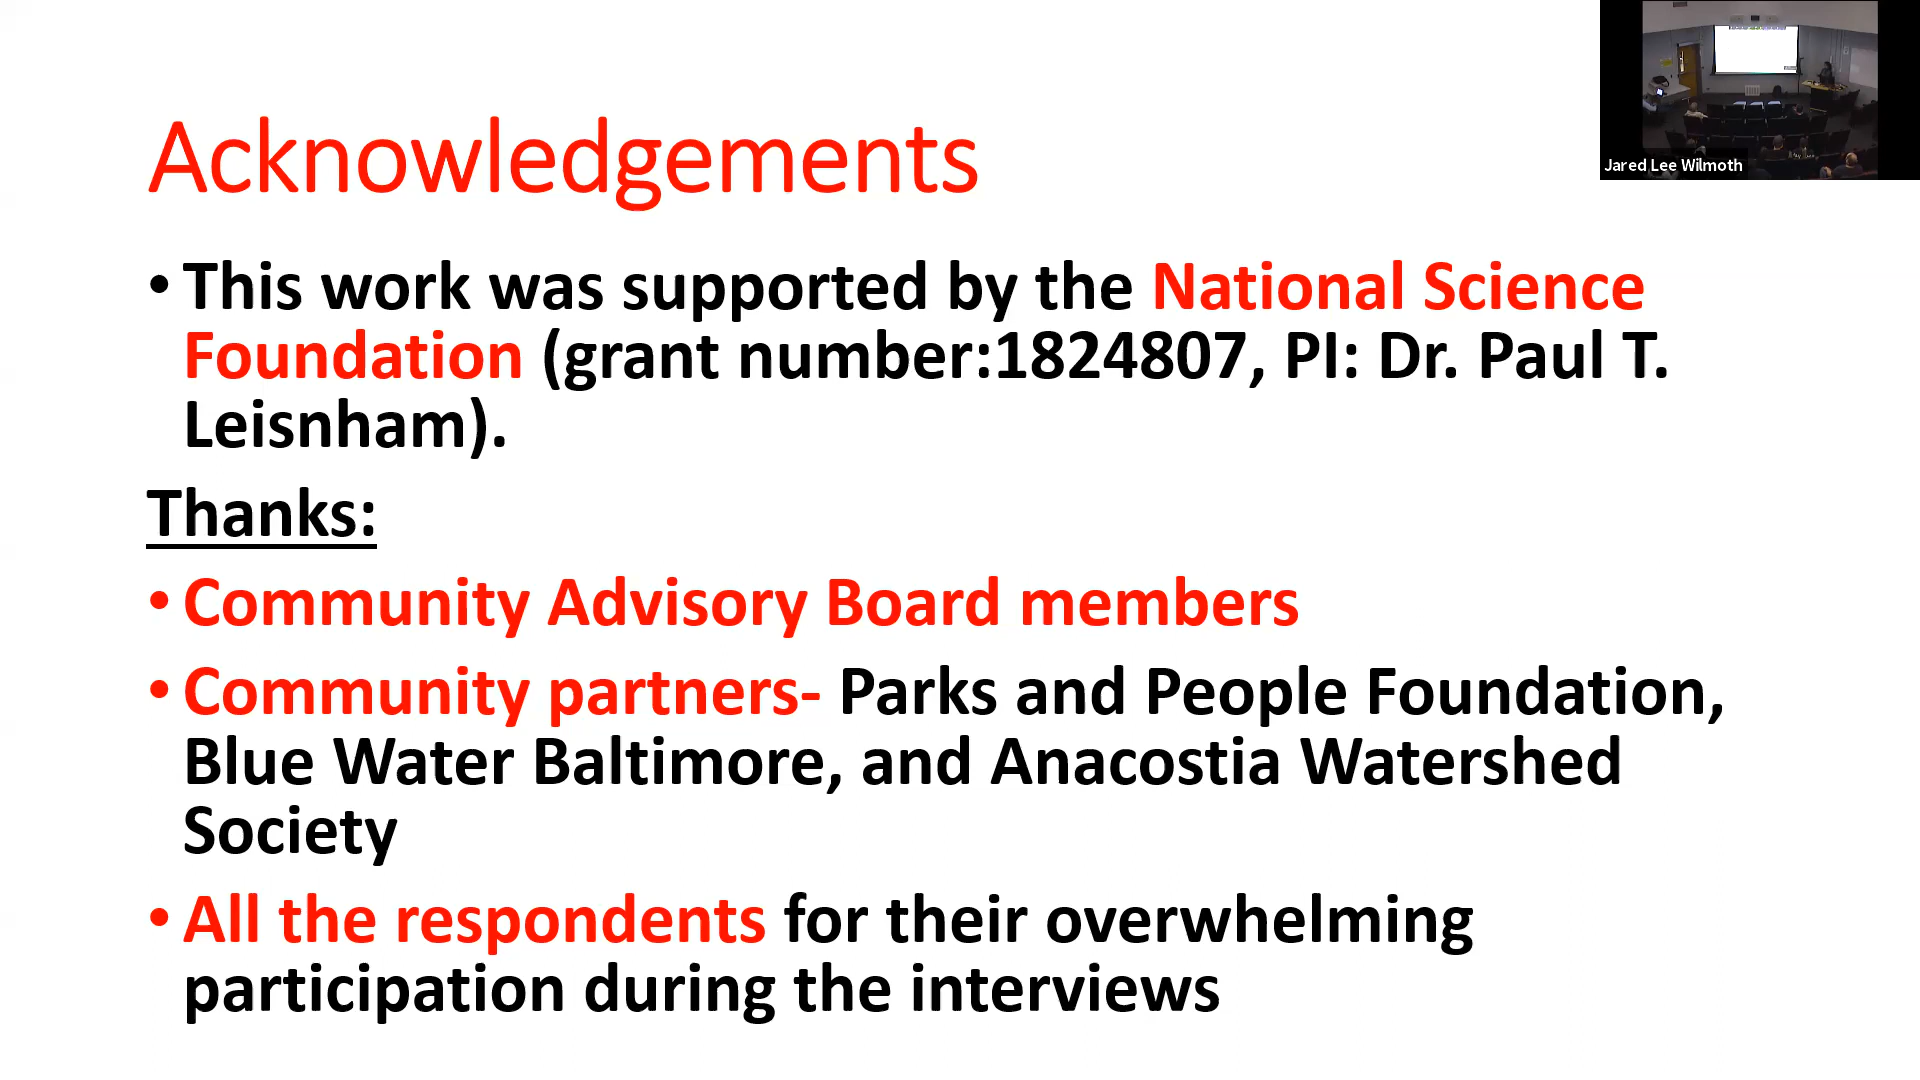 Acknowledgements
• This work was supported by the National Science
Foundation (grant number:1824807, PI: Dr. Paul T.
Leisnham).
Thanks:
• Community Advisory Board members
• Community partners- Parks and People Foundation,
Blue Water Baltimore, and Anacostia Watershed
Society
• All the respondents for their overwhelming
participation during the interviews
Jared Lee Wilmoth